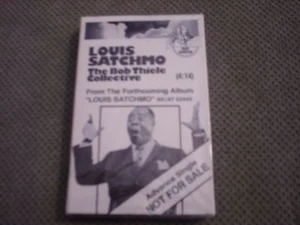 LOUIS
SATCHMO
The Bob Thiele
Collective
(4:14)
From The Forthcoming Album
"LOUIS SATCHMO"
Advance Single
NOT FOR SALE